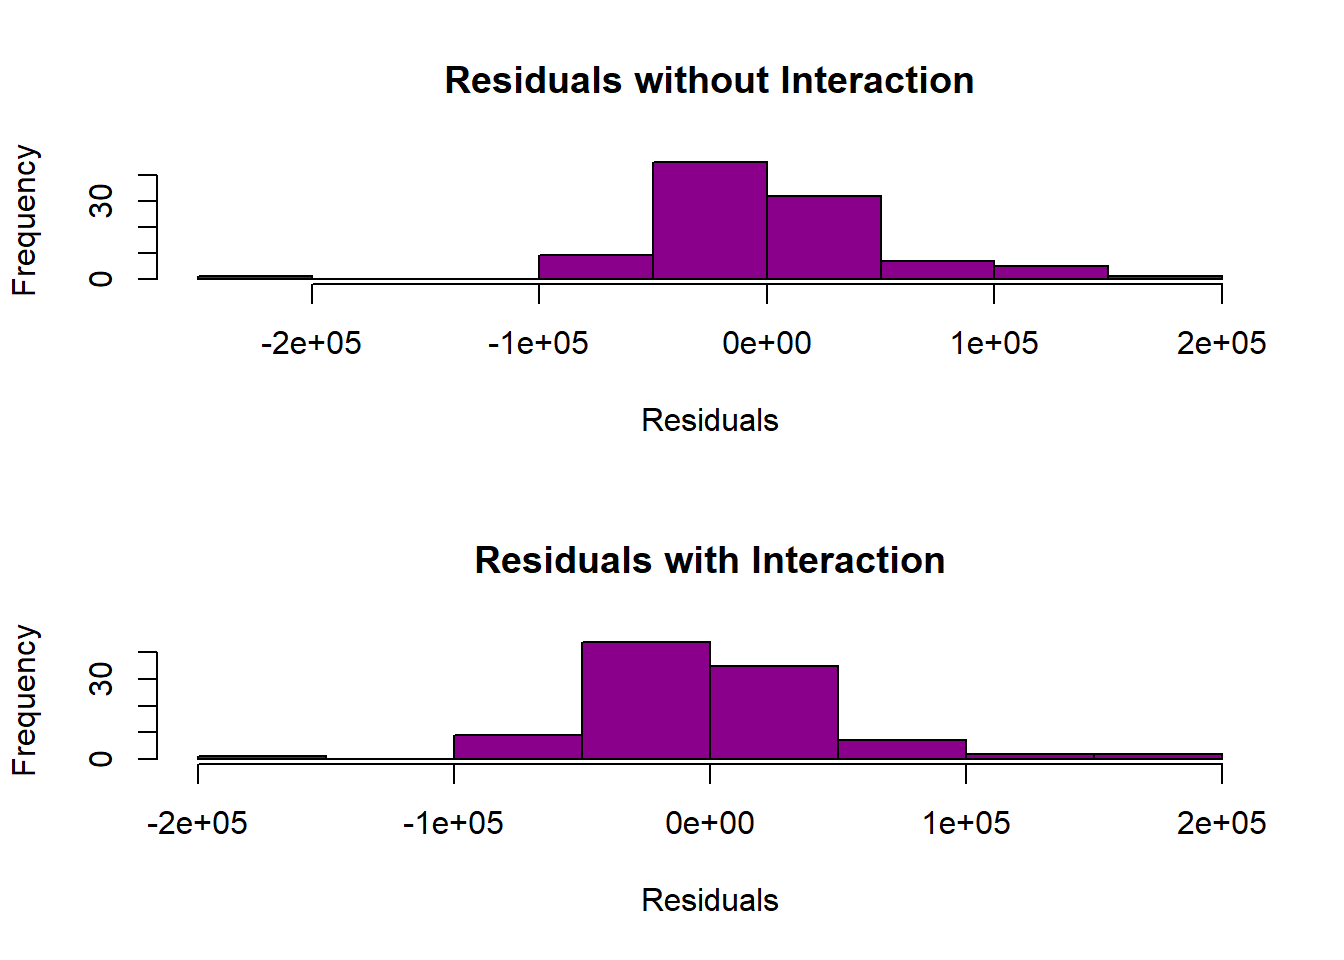 Residuals without Interaction
Frequency
30
0
-2e+05 -1e+05 0e+00 1e+05 2e+05
Residuals
Residuals with Interaction
Frequency
30
0
-2e+05 -1e+05 0e+00 1e+05 2e+05
Residuals